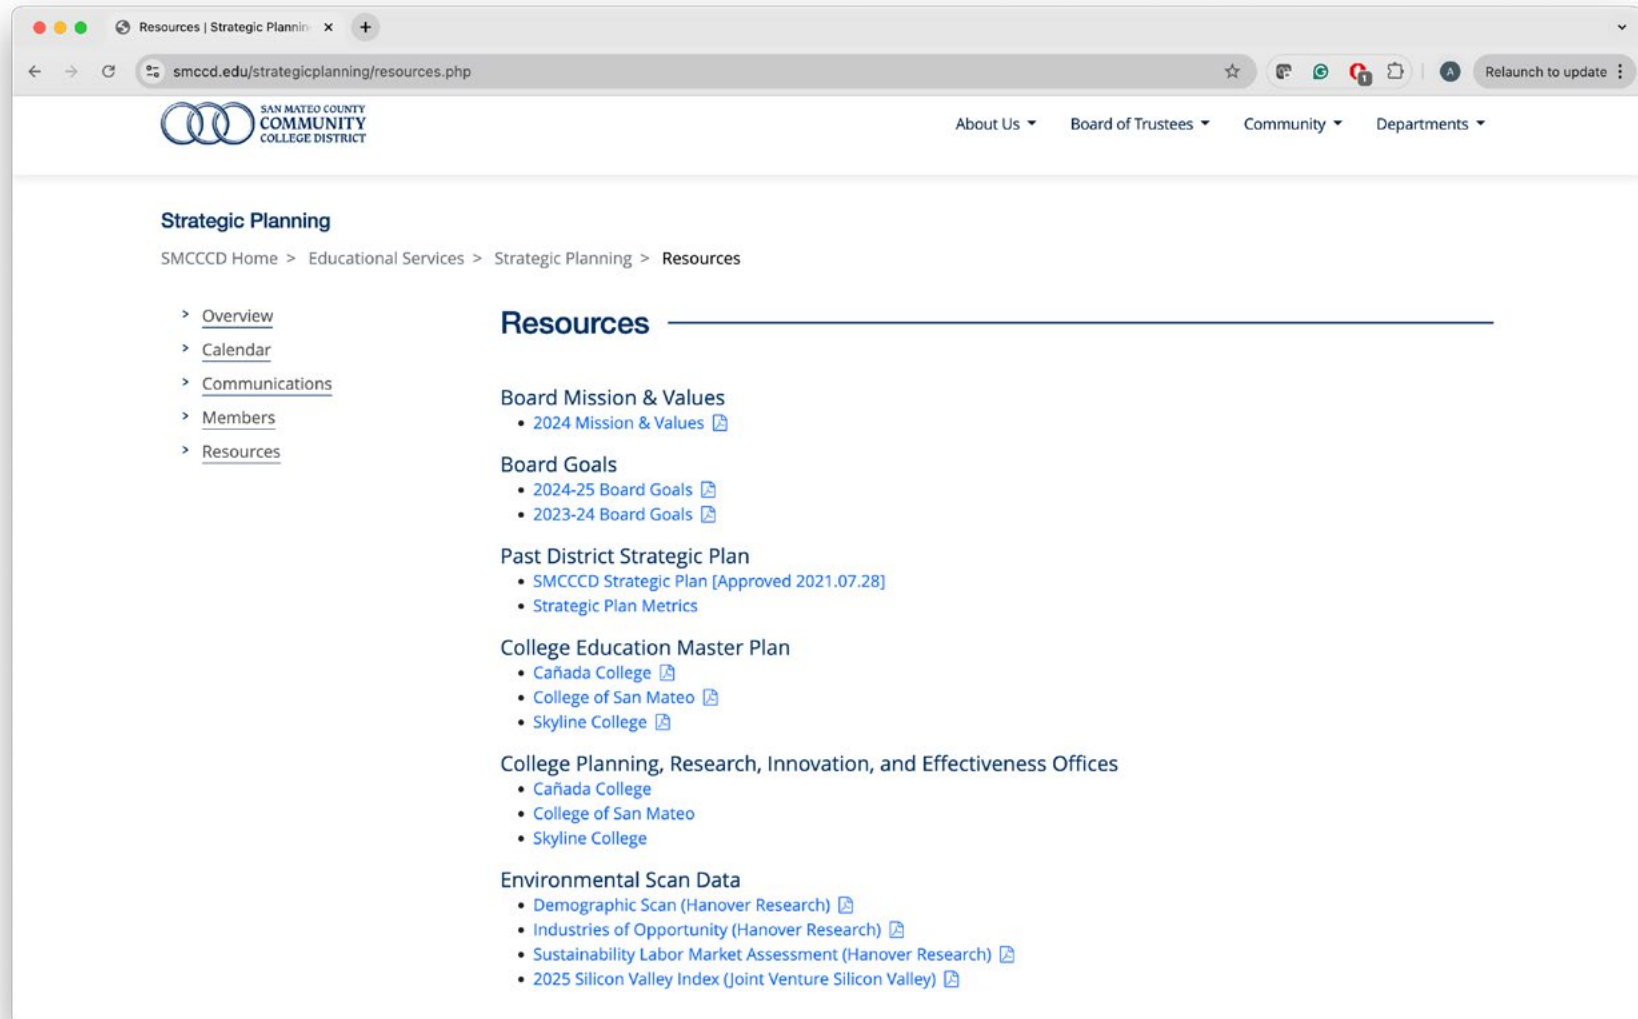 Resources | Strategic Plannin
smccd.edu/strategicplanning/resources.php
1
A
Relaunch to update
SAN MATEO COUNTY
COMMUNITY
COLLEGE DISTRICT
About Us
Board of Trustees
Community
Departments
Strategic Planning
SMCCCD Home > Educational Services > Strategic Planning > Resources
> Overview
> Calendar
> Communications
> Members
> Resources
Resources
Board Mission & Values
• 2024 Mission & Values
Board Goals
• 2024-25 Board Goals
• 2023-24 Board Goals
Past District Strategic Plan
• SMCCCD Strategic Plan [Approved 2021.07.28]
• Strategic Plan Metrics
College Education Master Plan
• Cañada College
• College of San Mateo
• Skyline College
College Planning, Research, Innovation, and Effectiveness Offices
• Cañada College
• College of San Mateo
• Skyline College
Environmental Scan Data
• Demographic Scan (Hanover Research)
• Industries of Opportunity (Hanover Research)
• Sustainability Labor Market Assessment (Hanover Research)
• 2025 Silicon Valley Index (Joint Venture Silicon Valley)